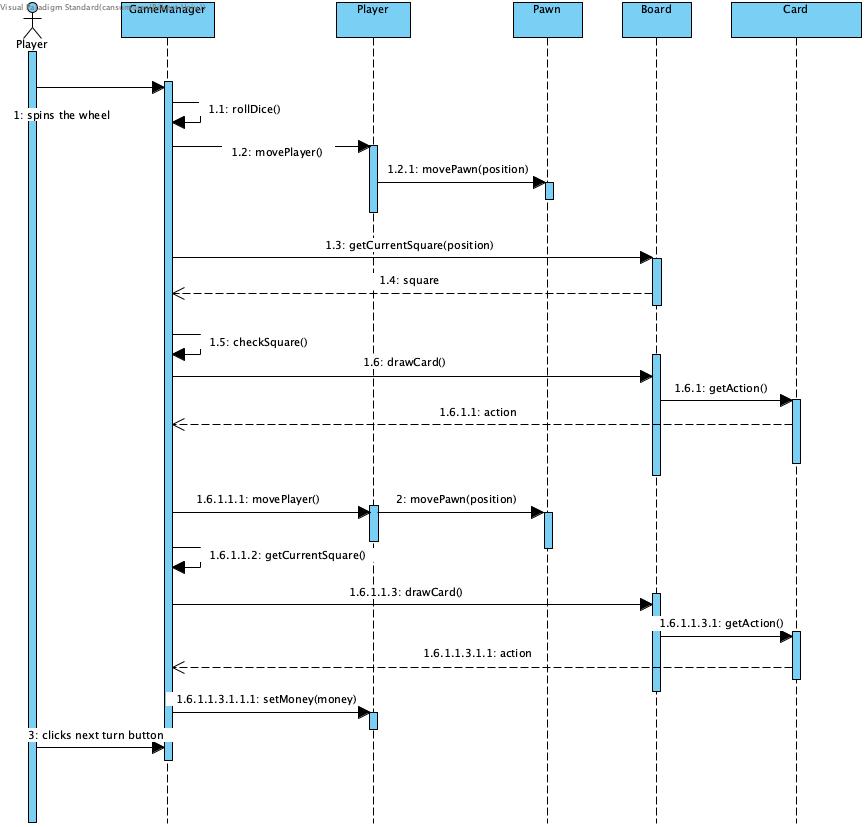 Visual Paradigm Standard
Player
GameManager
Player
Pawn
Board
Card
1: spins the wheel
1.1: rollDice()
1.2: movePlayer()
1.2.1: movePawn(position)
1.3: getCurrentSquare(position)
1.4: square
1.5: checkSquare()
1.6: drawCard()
1.6.1: getAction()
1.6.1.1: action
1.6.1.1.1: movePlayer()
2: movePawn(position)
1.6.1.1.2: getCurrentSquare()
1.6.1.1.3: drawCard()
1.6.1.1.3.1: getAction()
1.6.1.1.3.1.1: action
1.6.1.1.3.1.1.1: setMoney(money)
3: clicks next turn button